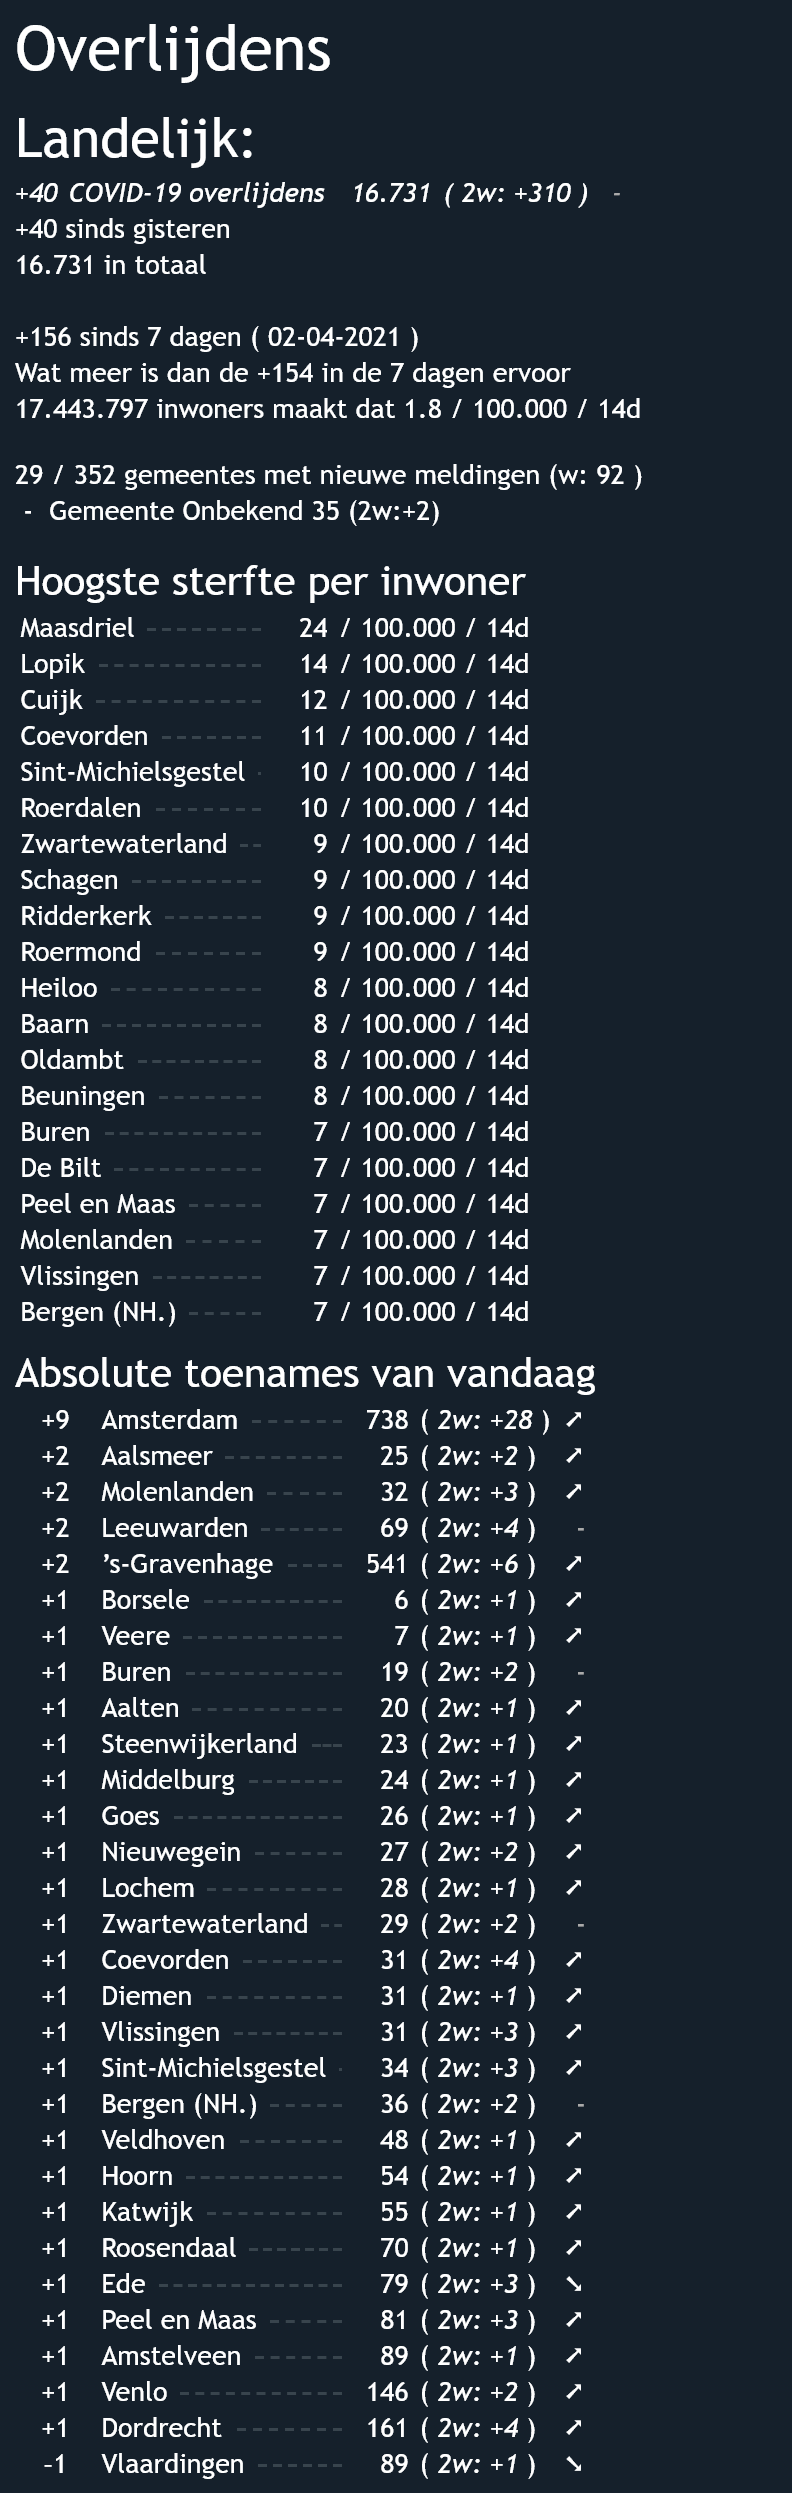 Overlijdens
Landelijk:
+40 COVID-19 overlijdens 16.731 ( 2w: +310 ) -
+40 sinds gisteren
16.731 in totaal
+156 sinds 7 dagen ( 02-04-2021 )
Wat meer is dan de +154 in de 7 dagen ervoor
17.443.797 inwoners maakt dat 1.8 / 100.000 / 14d
29 / 352 gemeentes met nieuwe meldingen (w: 92 )
- Gemeente Onbekend 35 (2w:+2)
Hoogste sterfte per inwoner
Maasdriel -------- 24 / 100.000 / 14d
Lopik ----------- 14 / 100.000 / 14d
Cuijk ----------- 12 / 100.000 / 14d
Coevorden ------- 11 / 100.000 / 14d
Sint-Michielsgestel - 10 / 100.000 / 14d
Roerdalen ------- 10 / 100.000 / 14d
Zwartewaterland -- 9 / 100.000 / 14d
Schagen --------- 9 / 100.000 / 14d
Ridderkerk ------- 9 / 100.000 / 14d
Roermond ------- 9 / 100.000 / 14d
Heiloo ---------- 8 / 100.000 / 14d
Baarn ----------- 8 / 100.000 / 14d
Oldambt --------- 8 / 100.000 / 14d
Beuningen ------- 8 / 100.000 / 14d
Buren ----------- 7 / 100.000 / 14d
De Bilt ---------- 7 / 100.000 / 14d
Peel en Maas ----- 7 / 100.000 / 14d
Molenlanden ----- 7 / 100.000 / 14d
Vlissingen -------- 7 / 100.000 / 14d
Bergen (NH.) ----- 7 / 100.000 / 14d
Absolute toenames van vandaag
+9 Amsterdam ------ 738 ( 2w: +28 ) ➚
+2 Aalsmeer -------- 25 ( 2w: +2 ) ➚
+2 Molenlanden ----- 32 ( 2w: +3 ) ➚
+2 Leeuwarden ------ 69 ( 2w: +4 ) -
+2 ’s-Gravenhage ---- 541 ( 2w: +6 ) ➚
+1 Borsele ---------- 6 ( 2w: +1 ) ➚
+1 Veere ----------- 7 ( 2w: +1 ) ➚
+1 Buren ----------- 19 ( 2w: +2 ) -
+1 Aalten ---------- 20 ( 2w: +1 ) ➚
+1 Steenwijkerland --- 23 ( 2w: +1 ) ➚
+1 Middelburg ------- 24 ( 2w: +1 ) ➚
+1 Goes ------------ 26 ( 2w: +1 ) ➚
+1 Nieuwegein ------ 27 ( 2w: +2 ) ➚
+1 Lochem --------- 28 ( 2w: +1 ) ➚
+1 Zwartewaterland -- 29 ( 2w: +2 ) -
+1 Coevorden ------- 31 ( 2w: +4 ) ➚
+1 Diemen --------- 31 ( 2w: +1 ) ➚
+1 Vlissingen -------- 31 ( 2w: +3 ) ➚
+1 Sint-Michielsgestel - 34 ( 2w: +3 ) ➚
+1 Bergen (NH.) ----- 36 ( 2w: +2 ) -
+1 Veldhoven ------- 48 ( 2w: +1 ) ➚
+1 Hoorn ----------- 54 ( 2w: +1 ) ➚
+1 Katwijk --------- 55 ( 2w: +1 ) ➚
+1 Roosendaal ------- 70 ( 2w: +1 ) ➚
+1 Ede ------------- 79 ( 2w: +3 ) ➘
+1 Peel en Maas ----- 81 ( 2w: +3 ) ➚
+1 Amstelveen ------ 89 ( 2w: +1 ) ➚
+1 Venlo ----------- 146 ( 2w: +2 ) ➚
+1 Dordrecht ------- 161 ( 2w: +4 ) ➚
-1 Vlaardingen ------ 89 ( 2w: +1 ) ➘